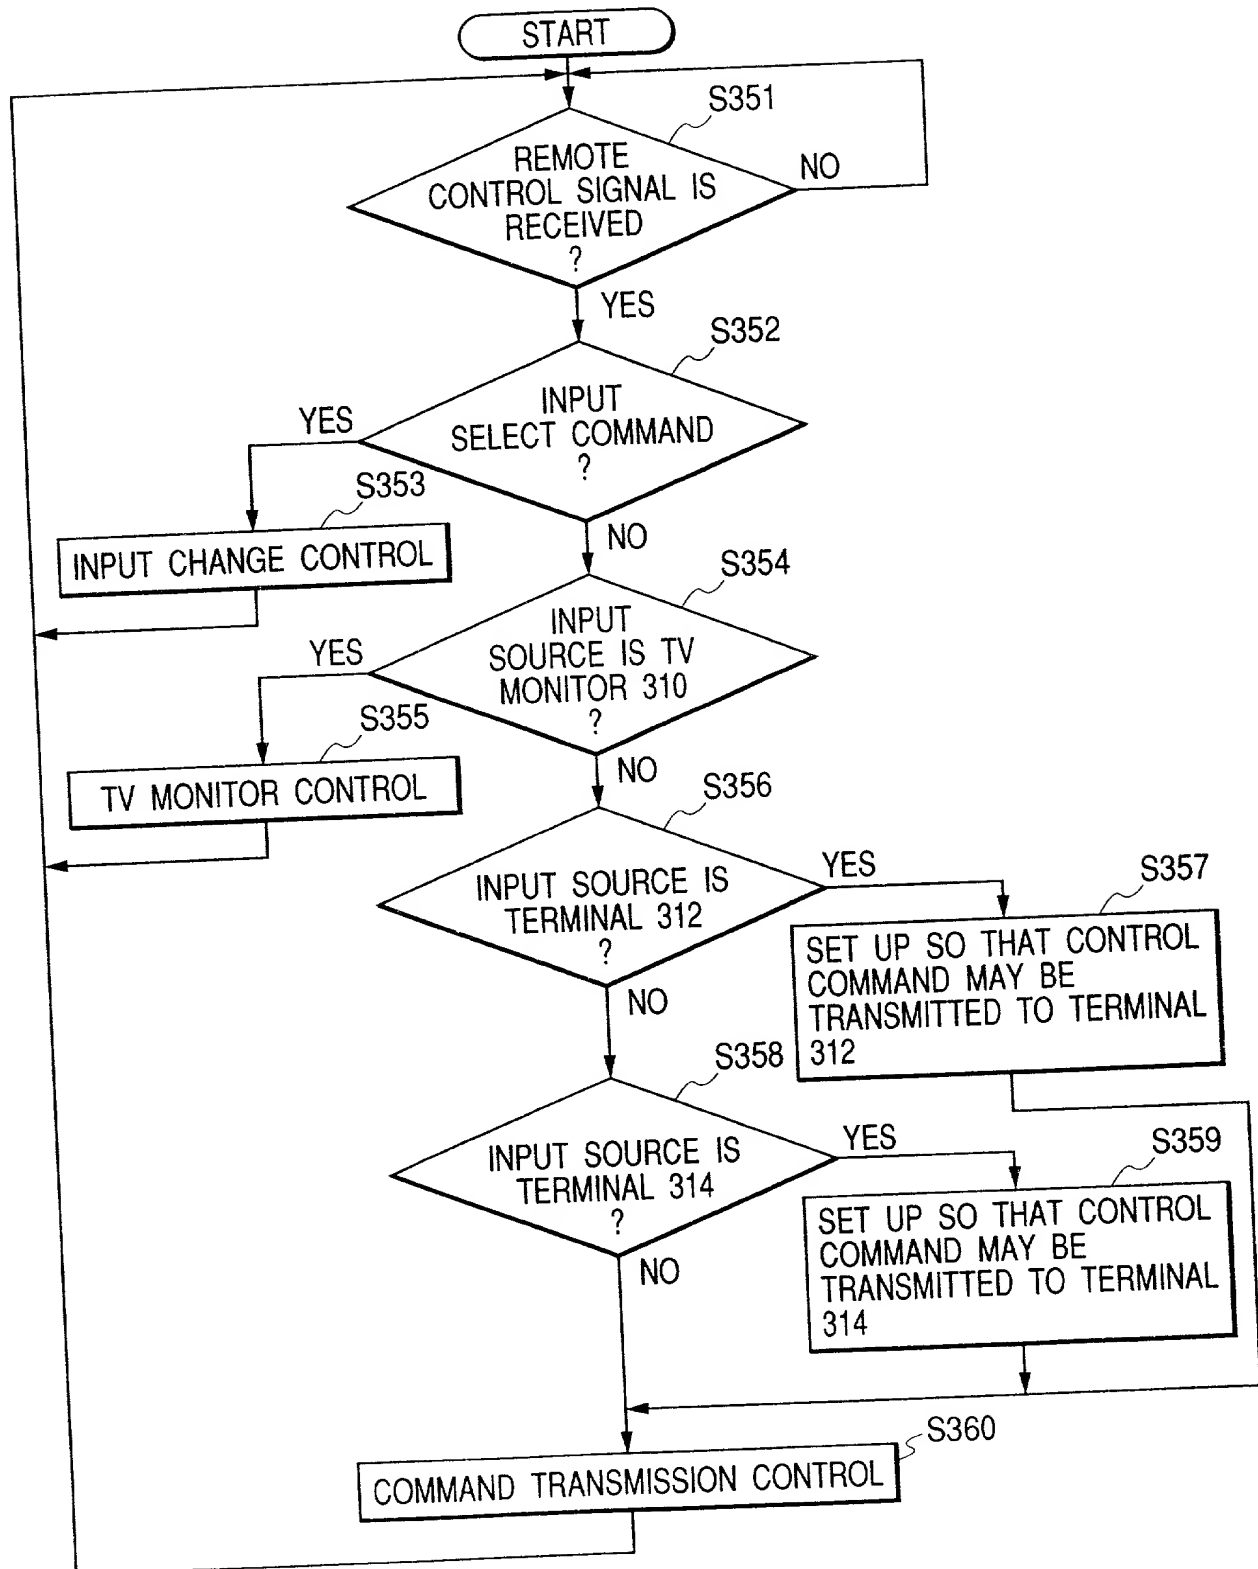 START
S351
REMOTE
CONTROL SIGNAL IS
RECEIVED
?
NO
YES
S352
INPUT
SELECT COMMAND
?
YES
NO
S353
INPUT CHANGE CONTROL
S354
INPUT
SOURCE IS TV
MONITOR 310
?
YES
NO
S355
TV MONITOR CONTROL
S356
INPUT SOURCE IS
TERMINAL 312
?
YES
NO
S357
SET UP SO THAT CONTROL
COMMAND MAY BE
TRANSMITTED TO TERMINAL
312
S358
INPUT SOURCE IS
TERMINAL 314
?
YES
NO
S359
SET UP SO THAT CONTROL
COMMAND MAY BE
TRANSMITTED TO TERMINAL
314
S360
COMMAND TRANSMISSION CONTROL